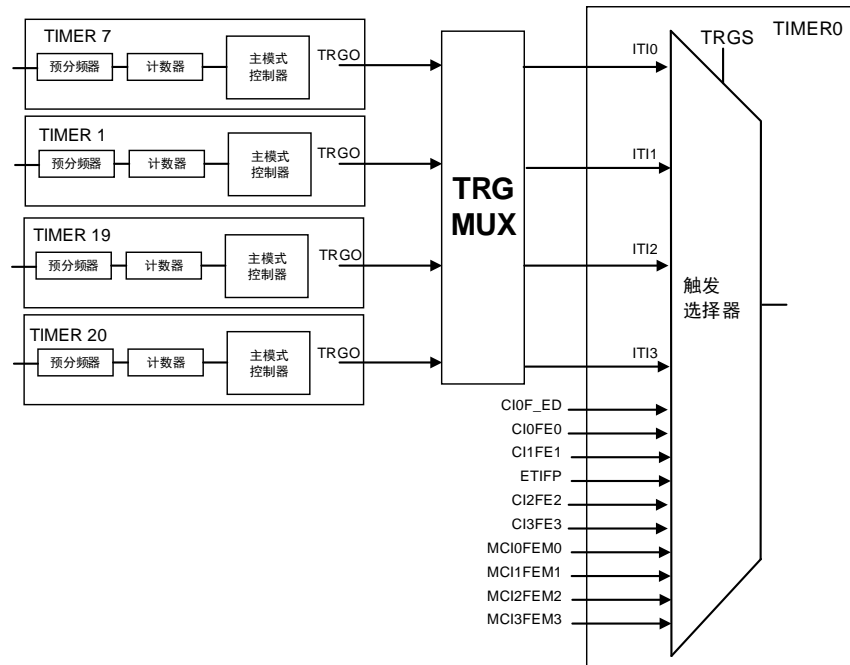 TIMER 7
预分频器
计数器
主模式
控制器
TRGO
TIMER 1
预分频器
计数器
主模式
控制器
TRGO
TIMER 19
预分频器
计数器
主模式
控制器
TRGO
TIMER 20
预分频器
计数器
主模式
控制器
TRGO
TRG
MUX
TIMER0
TRGS
ITI0
ITI1
ITI2
ITI3
CI0F_ED
CI0FE0
CI1FE1
ETIFP
CI2FE2
CI3FE3
MCI0FEM0
MCI1FEM1
MCI2FEM2
MCI3FEM3
触发
选择器